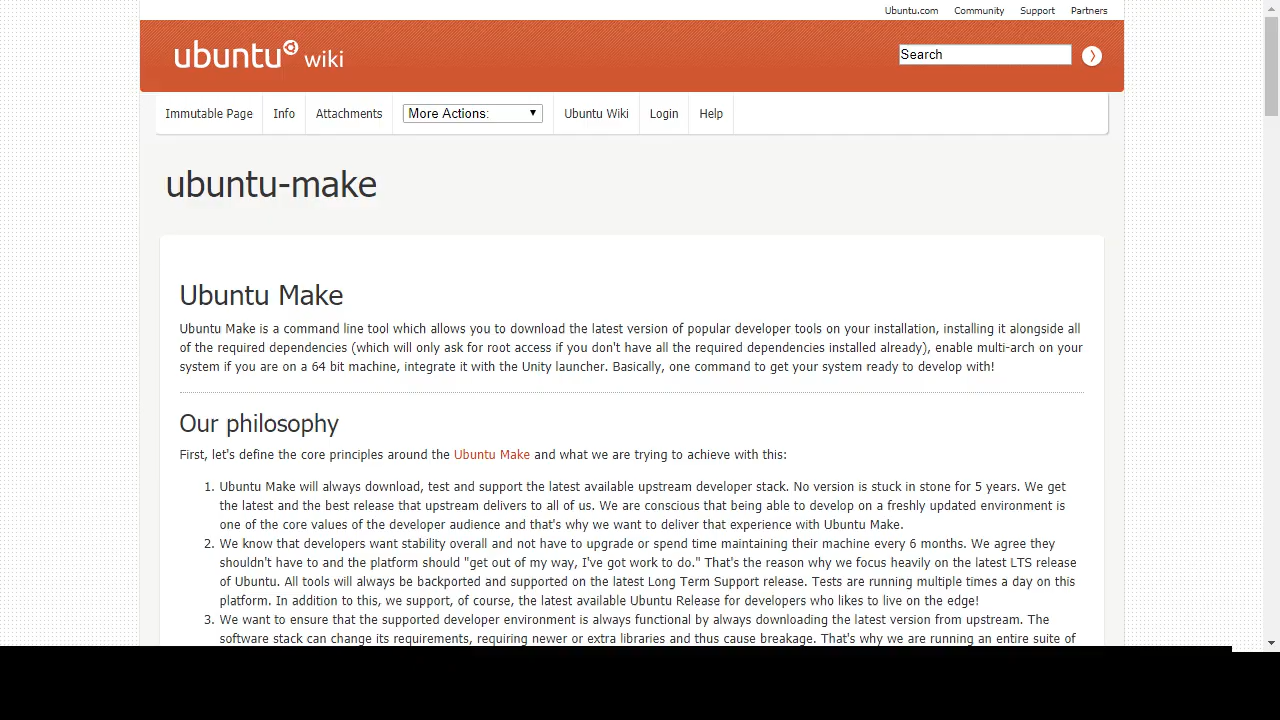 Ubuntu.com Community Support Partners
ubuntu wiki
Search
Immutable Page Info Attachments More Actions: Ubuntu Wiki Login Help
ubuntu-make
Ubuntu Make
Ubuntu Make is a command line tool which allows you to download the latest version of popular developer tools on your installation, installing it alongside all
of the required dependencies (which will only ask for root access if you don't have all the required dependencies installed already), enable multi-arch on your
system if you are on a 64 bit machine, integrate it with the Unity launcher. Basically, one command to get your system ready to develop with!
Our philosophy
First, let's define the core principles around the Ubuntu Make and what we are trying to achieve with this:
1. Ubuntu Make will always download, test and support the latest available upstream developer stack. No version is stuck in stone for 5 years. We get
the latest and the best release that upstream delivers to all of us. We are conscious that being able to develop on a freshly updated environment is
one of the core values of the developer audience and that's why we want to deliver that experience with Ubuntu Make.
2. We know that developers want stability overall and not have to upgrade or spend time maintaining their machine every 6 months. We agree they
shouldn't have to and the platform should "get out of my way, I've got work to do." That's the reason why we focus heavily on the latest LTS release
of Ubuntu. All tools will always be backported and supported on the latest Long Term Support release. Tests are running multiple times a day on this
platform. In addition to this, we support, of course, the latest available Ubuntu Release for developers who likes to live on the edge!
3. We want to ensure that the supported developer environment is always functional by always downloading the latest version from upstream. The
software stack can change its requirements, requiring newer or extra libraries and thus cause breakage. That's why we are running an entire suite of